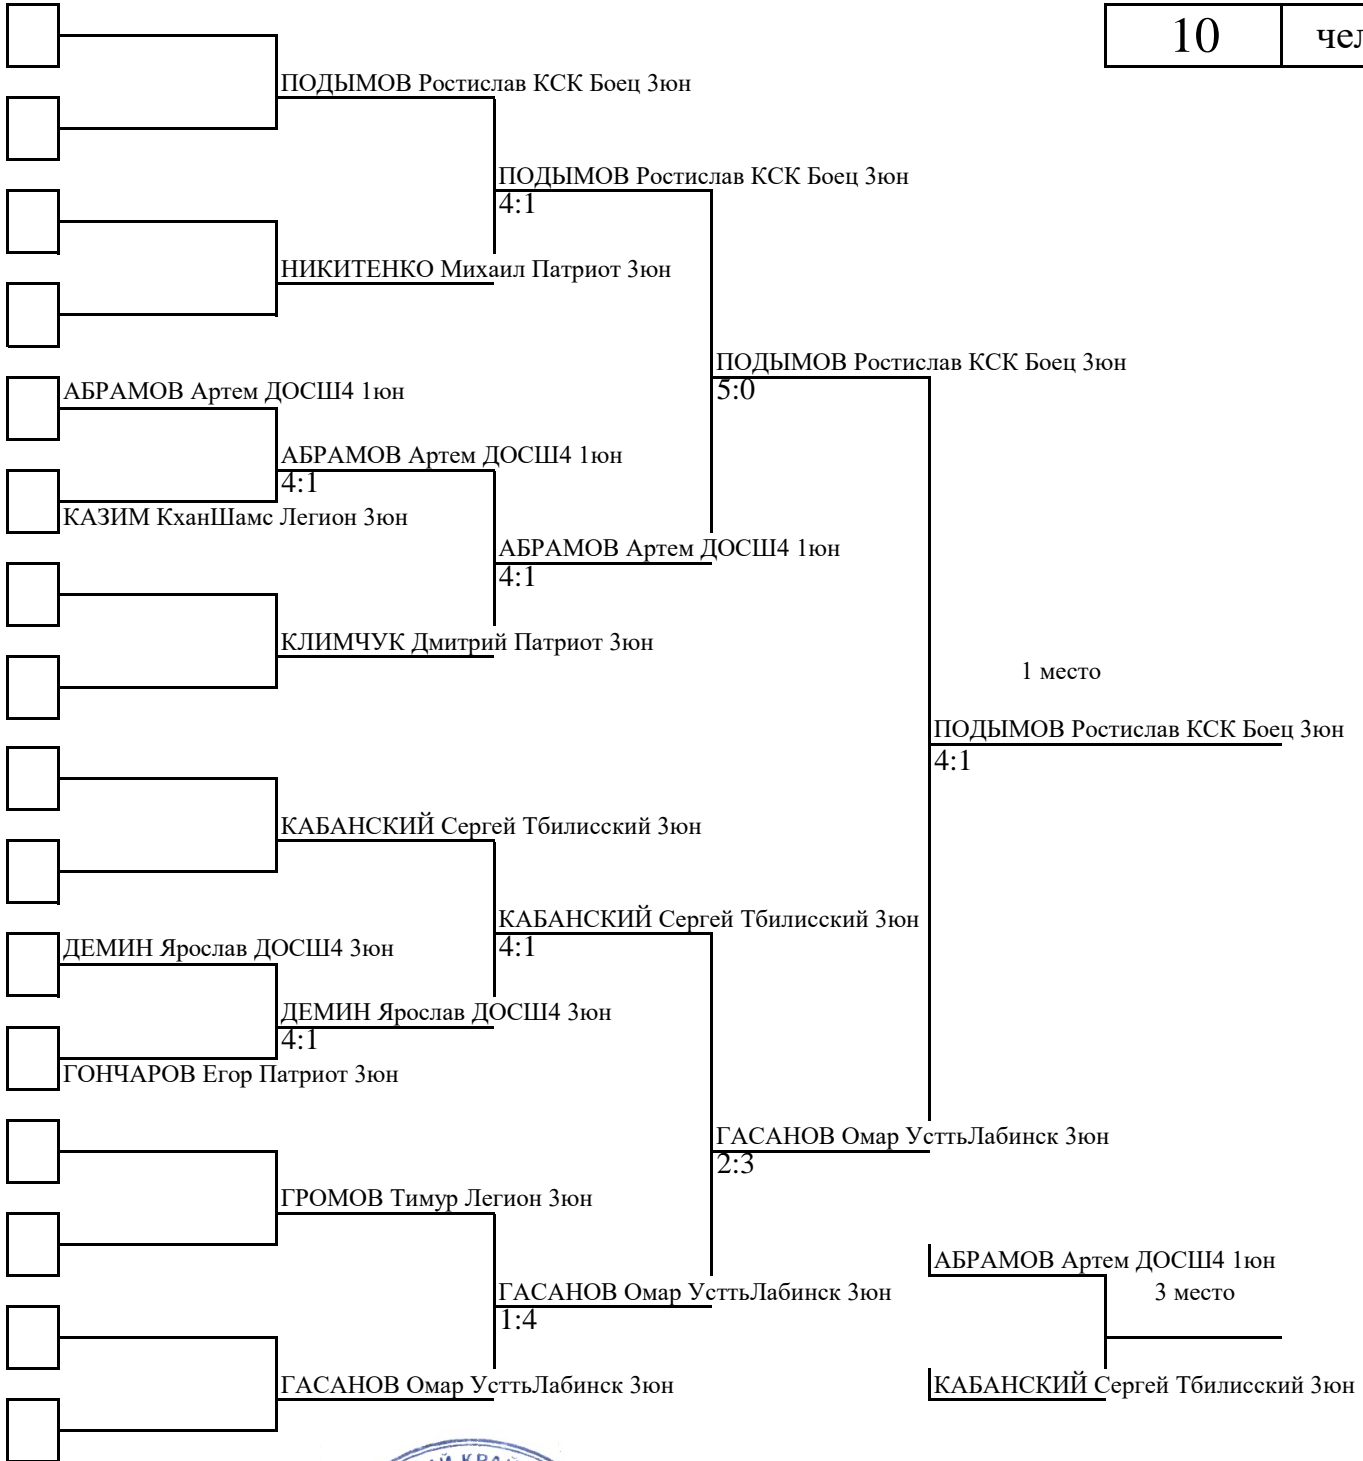 10 чел
ПОДЫМОВ Ростислав КСК Боец 3юн
ПОДЫМОВ Ростислав КСК Боец 3юн
4:1
НИКИТЕНКО Михаил Патриот 3юн
ПОДЫМОВ Ростислав КСК Боец 3юн
5:0
АБРАМОВ Артем ДОСШ4 1юн
АБРАМОВ Артем ДОСШ4 1юн
4:1
КАЗИМ КханШамс Легион 3юн
АБРАМОВ Артем ДОСШ4 1юн
4:1
КЛИМЧУК Дмитрий Патриот 3юн
1 место
ПОДЫМОВ Ростислав КСК Боец 3юн
4:1
КАБАНСКИЙ Сергей Тбилисский 3юн
КАБАНСКИЙ Сергей Тбилисский 3юн
4:1
ДЕМИН Ярослав ДОСШ4 3юн
ДЕМИН Ярослав ДОСШ4 3юн
4:1
ГОНЧАРОВ Егор Патриот 3юн
ГАСАНОВ Омар УсттьЛабинск 3юн
2:3
ГРОМОВ Тимур Легион 3юн
АБРАМОВ Артем ДОСШ4 1юн
3 место
ГАСАНОВ Омар УсттьЛабинск 3юн
1:4
ГАСАНОВ Омар УсттьЛабинск 3юн
КАБАНСКИЙ Сергей Тбилисский 3юн